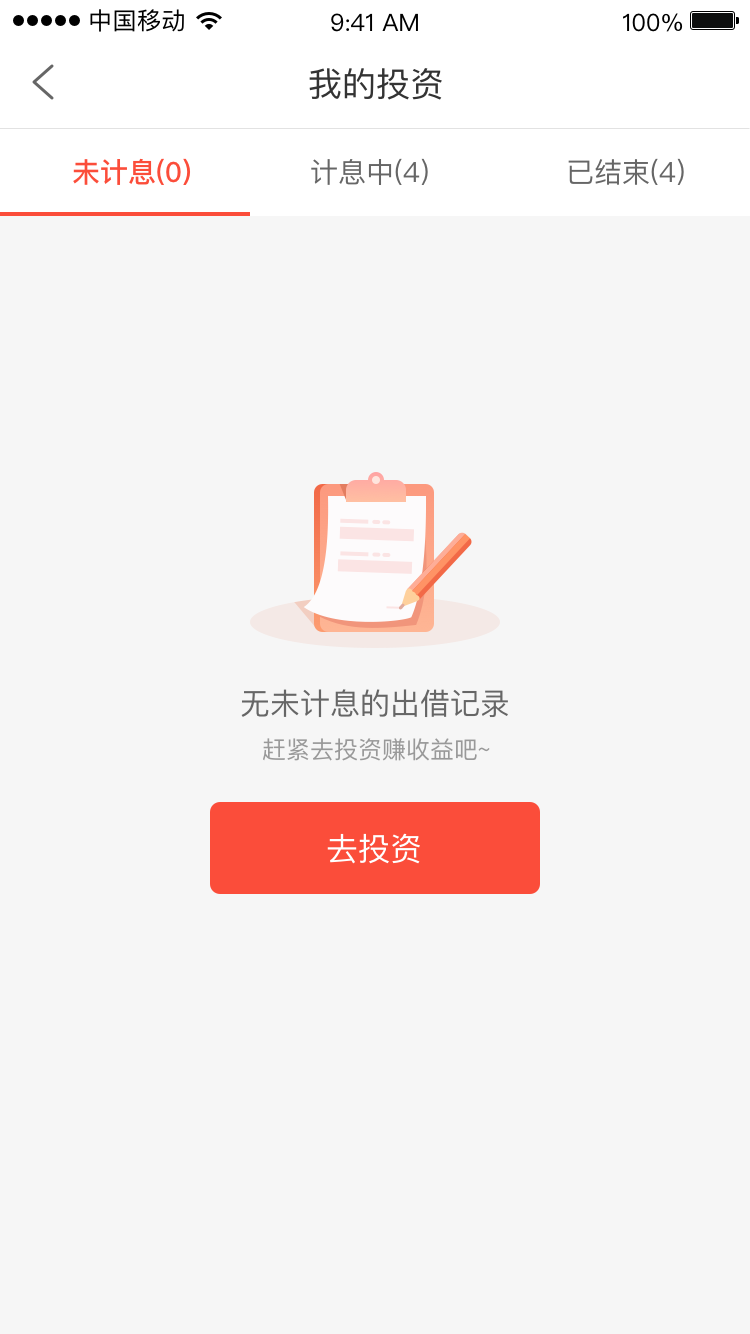 中国移动 9:41 AM 100%
我的投资
未计息(0) 计息中(4) 已结束(4)
无未计息的出借记录
赶紧去投资赚收益吧~
去投资